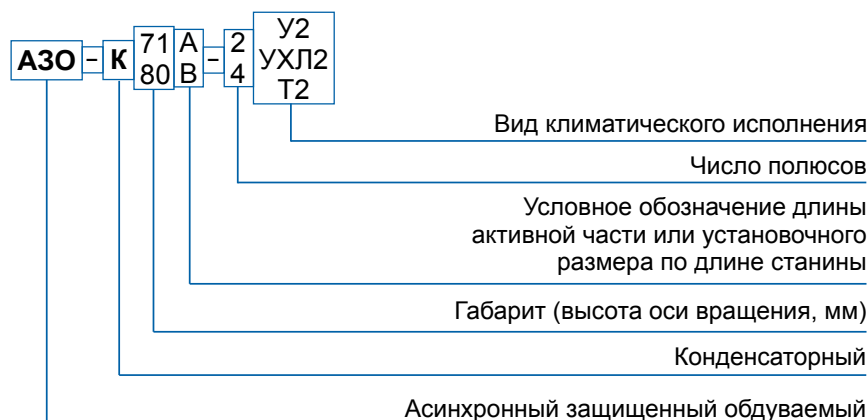 АЗО – К 71 80 А В – 2 4 У2 УХЛ2 Т2
Вид климатического исполнения
Число полюсов
Условное обозначение длины
активной части или установочного
размера по длине станины
Габарит (высота оси вращения, мм)
Конденсаторный
Асинхронный защищенный обдуваемый